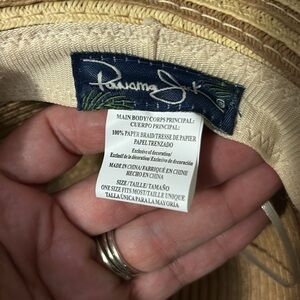 Panama Jack
MAIN BODY/CORPS PRINCIPAL:
CUERPO PRINCIPAL:
100% PAPER BRAID/TRESSE DE PAPIER
PAPEL TRENZADO
Exclusive of decoration/
Exclusif de la décoration/ Exclusivo de decoración
MADE IN CHINA/FABRIQUÉ EN CHINE
HECHO EN CHINA
SIZE/TAILLE/TAMAÑO:
ONE SIZE FITS MOST/TAILLE UNIQUE
TALLA ÚNICA PARA LA MAYORIA